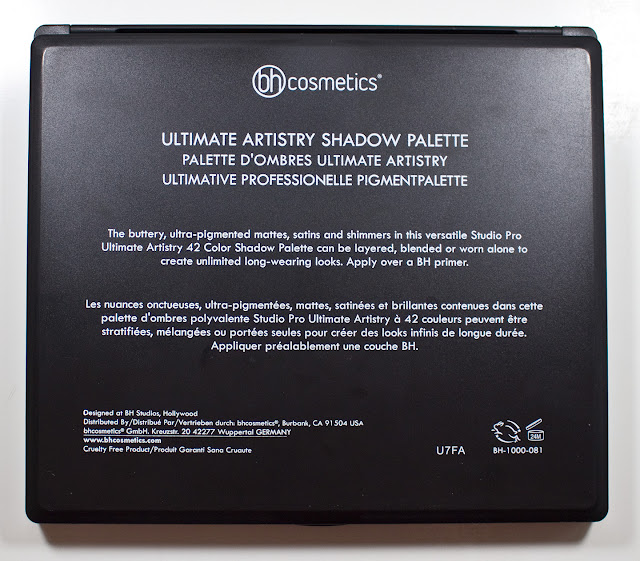 bhcosmetics®
ULTIMATE ARTISTRY SHADOW PALETTE
PALETTE D'OMBRES ULTIMATE ARTISTRY
ULTIMATIVE PROFESSIONELLE PIGMENTPALETTE
The buttery, ultra-pigmented mattes, satins and shimmers in this versatile Studio Pro
Ultimate Artistry 42 Color Shadow Palette can be layered, blended or worn alone to
create unlimited long-wearing looks. Apply over a BH primer.
Les nuances onctueuses, ultra-pigmentées, mattes, satinées et brillantes contenues dans cette
palette d'ombres polyvalente Studio Pro Ultimate Artistry à 42 couleurs peuvent être
stratifiées, mélangées ou portées seules pour créer des looks infinis de longue durée.
Appliquer préalablement une couche BH.
Designed at BH Studios, Hollywood
Distributed By/Distribué Par/Vertrieben durch: bhcosmetics®, Burbank, CA 91504 USA
bhcosmetics® GmbH. Kreuzstr. 20 42277 Wuppertal GERMANY
www.bhcosmetics.com
Cruelty Free Product/Produit Garanti Sana Cruaute
U7FA
24M
BH-1000-081